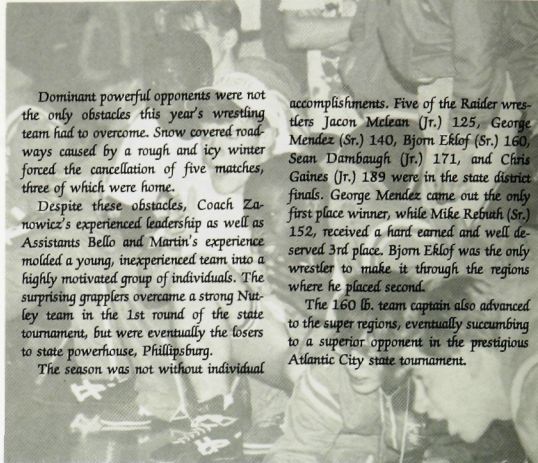 Dominant powerful opponents were not
the only obstacles this year's wrestling
team had to overcome. Snow covered road-
ways caused by a rough and icy winter
forced the cancellation of five matches,
three of which were home.
Despite these obstacles, Coach Za-
nowicz's experienced leadership as well as
Assistants Bello and Martin's experience
molded a young, inexperienced team into a
highly motivated group of individuals. The
surprising grapplers overcame a strong Nut-
ley team in the 1st round of the state
tournament, but were eventually the losers
to state powerhouse, Phillipsburg.
The season was not without individual
accomplishments. Five of the Raider wres-
tlers Jacon Mclean (Jr.) 125, George
Mendez (Sr.) 140, Bjorn Eklof (Sr.) 160,
Sean Dambaugh (Jr.) 171, and Chris
Gaines (Jr.) 189 were in the state district
finals. George Mendez came out the only
first place winner, while Mike Rebuth (Sr.)
152, received a hard earned and well de-
served 3rd place. Bjorn Eklof was the only
wrestler to make it through the regions
where he placed second.
The 160 lb. team captain also advanced
to the super regions, eventually succumbing
to a superior opponent in the prestigious
Atlantic City state tournament.